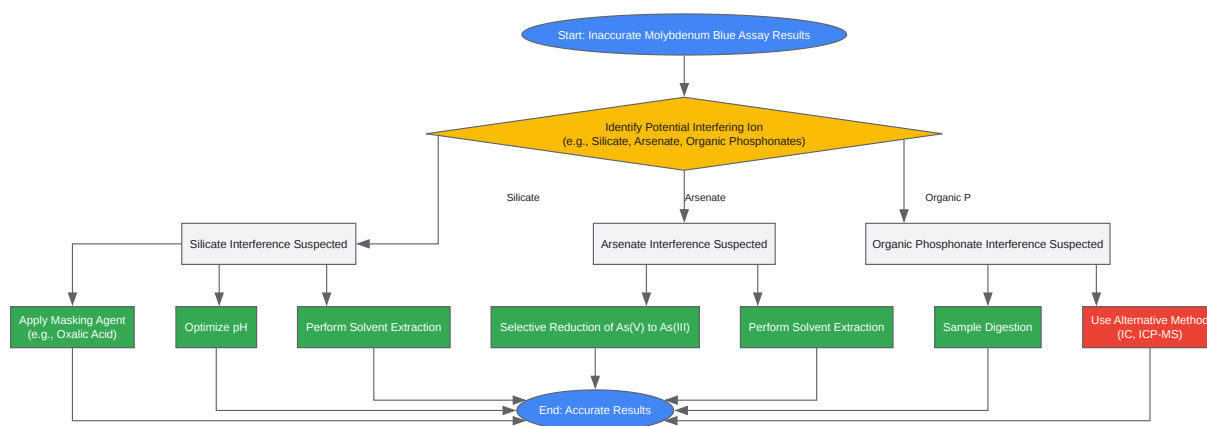 Start: Inaccurate Molybdenum Blue Assay Results
Identify Potential Interfering Ion
(e.g., Silicate, Arsenate, Organic Phosphonates)
Silicate
Arsenate
Organic P
Silicate Interference Suspected
Arsenate Interference Suspected
Organic Phosphonate Interference Suspected
Apply Masking Agent
(e.g., Oxalic Acid)
Optimize pH
Perform Solvent Extraction
Selective Reduction of As(V) to As(III)
Perform Solvent Extraction
Sample Digestion
Use Alternative Method
(IC, ICP-MS)
End: Accurate Results